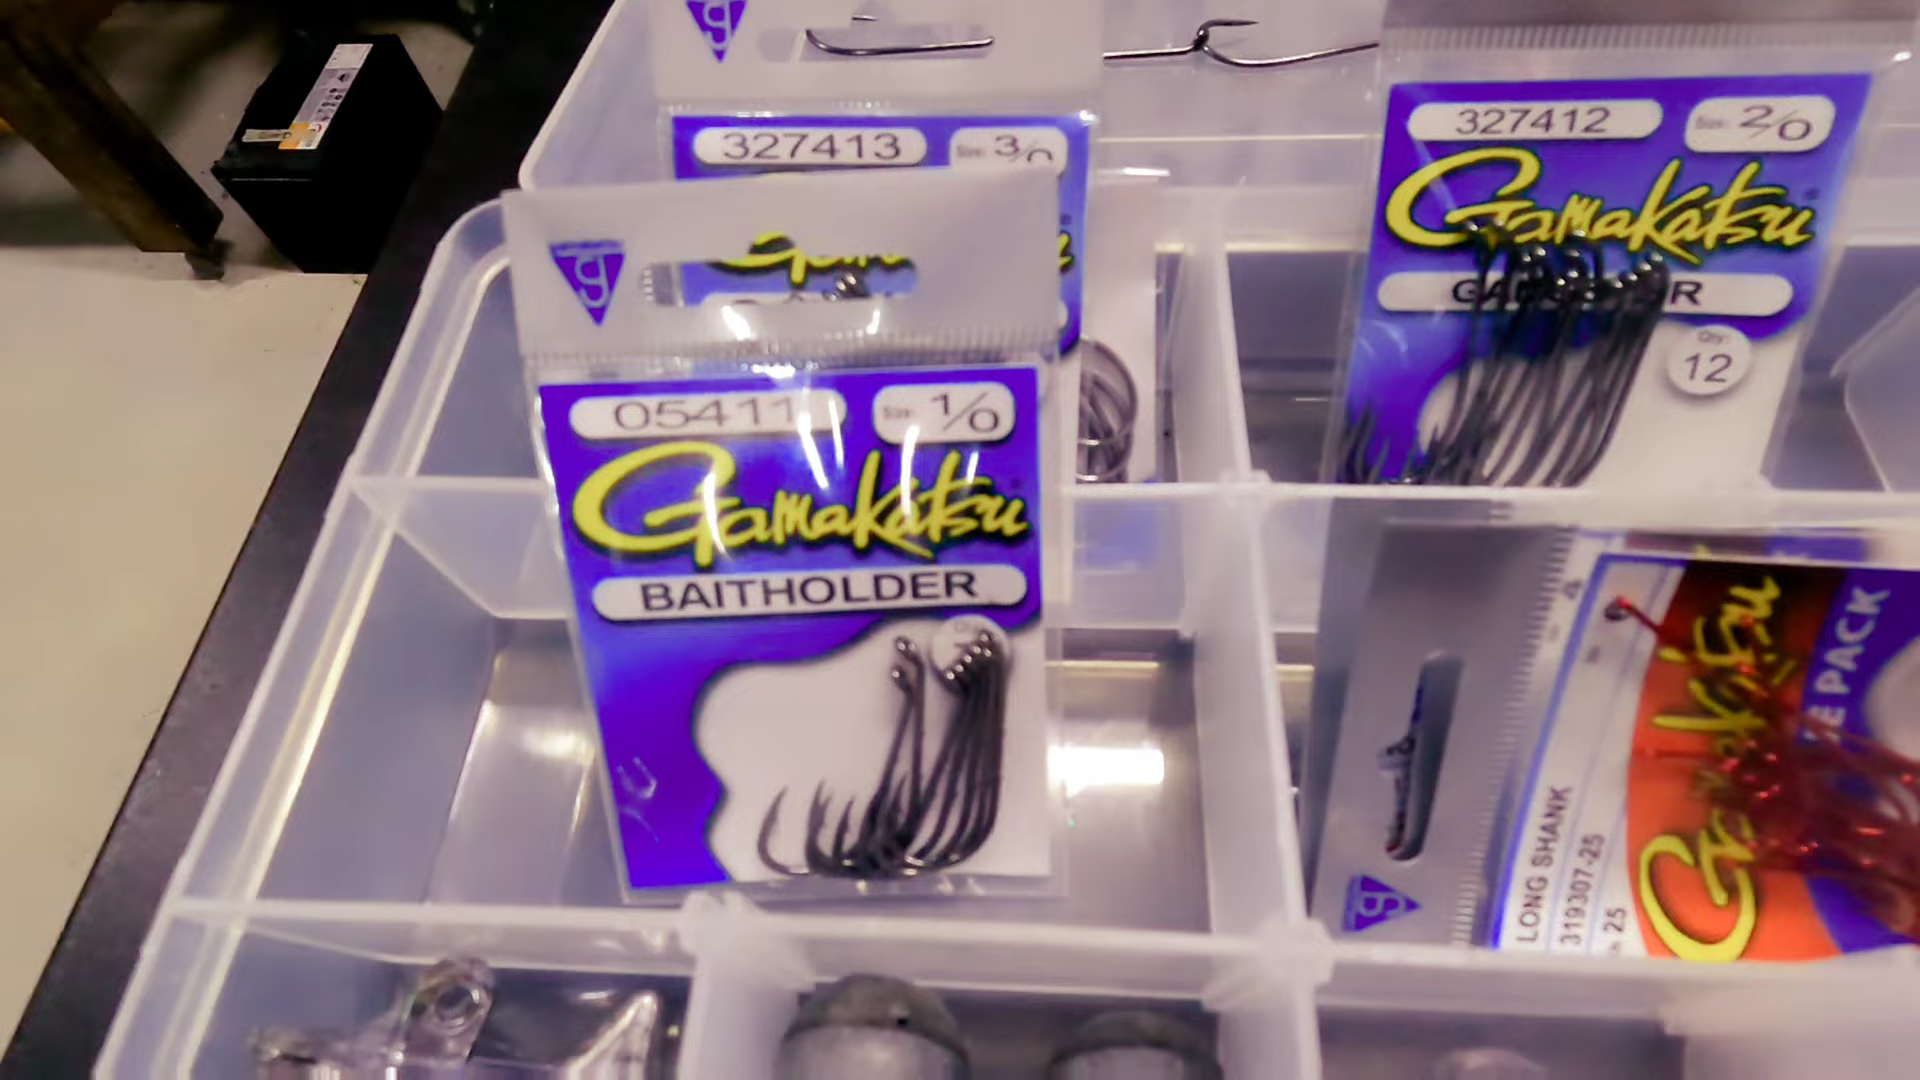 327413 Size: 3/0
327412 Size: 2/0
Gamakatsu
Qty:
12
05411 Size: 1/0
Gamakatsu
BAITHOLDER
Gamakatsu
PACK
LONG SHANK
319307-25
25